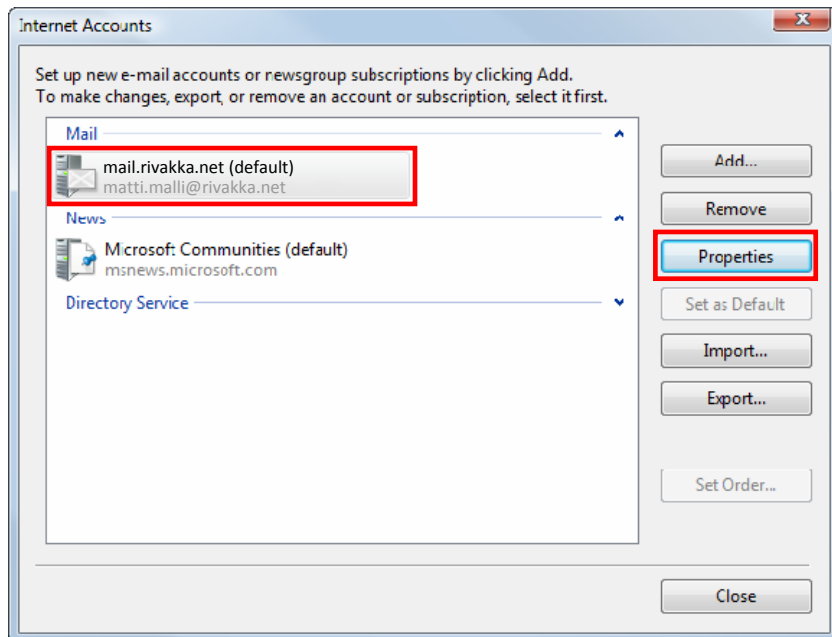 Internet Accounts
Set up new e-mail accounts or newsgroup subscriptions by clicking Add.
To make changes, export, or remove an account or subscription, select it first.
Mail
mail.rivakka.net (default)
matti.malli@rivakka.net
News
Microsoft Communities (default)
msnews.microsoft.com
Directory Service
Add...
Remove
Properties
Set as Default
Import...
Export...
Set Order...
Close